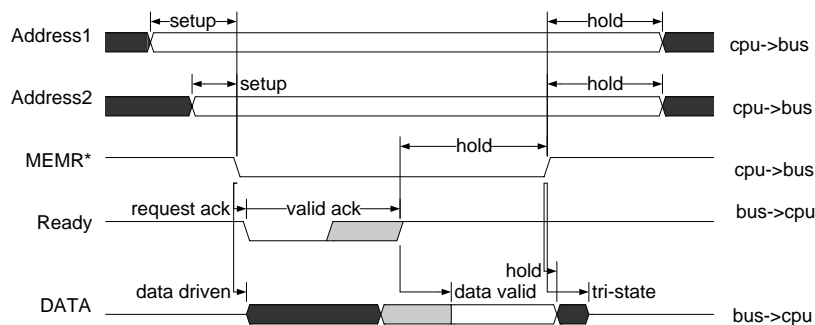 setup
hold
Address1
cpu->bus
setup
hold
Address2
cpu->bus
hold
MEMR*
cpu->bus
request ack
valid ack
bus->cpu
Ready
hold
data driven
data valid
tri-state
DATA
bus->cpu